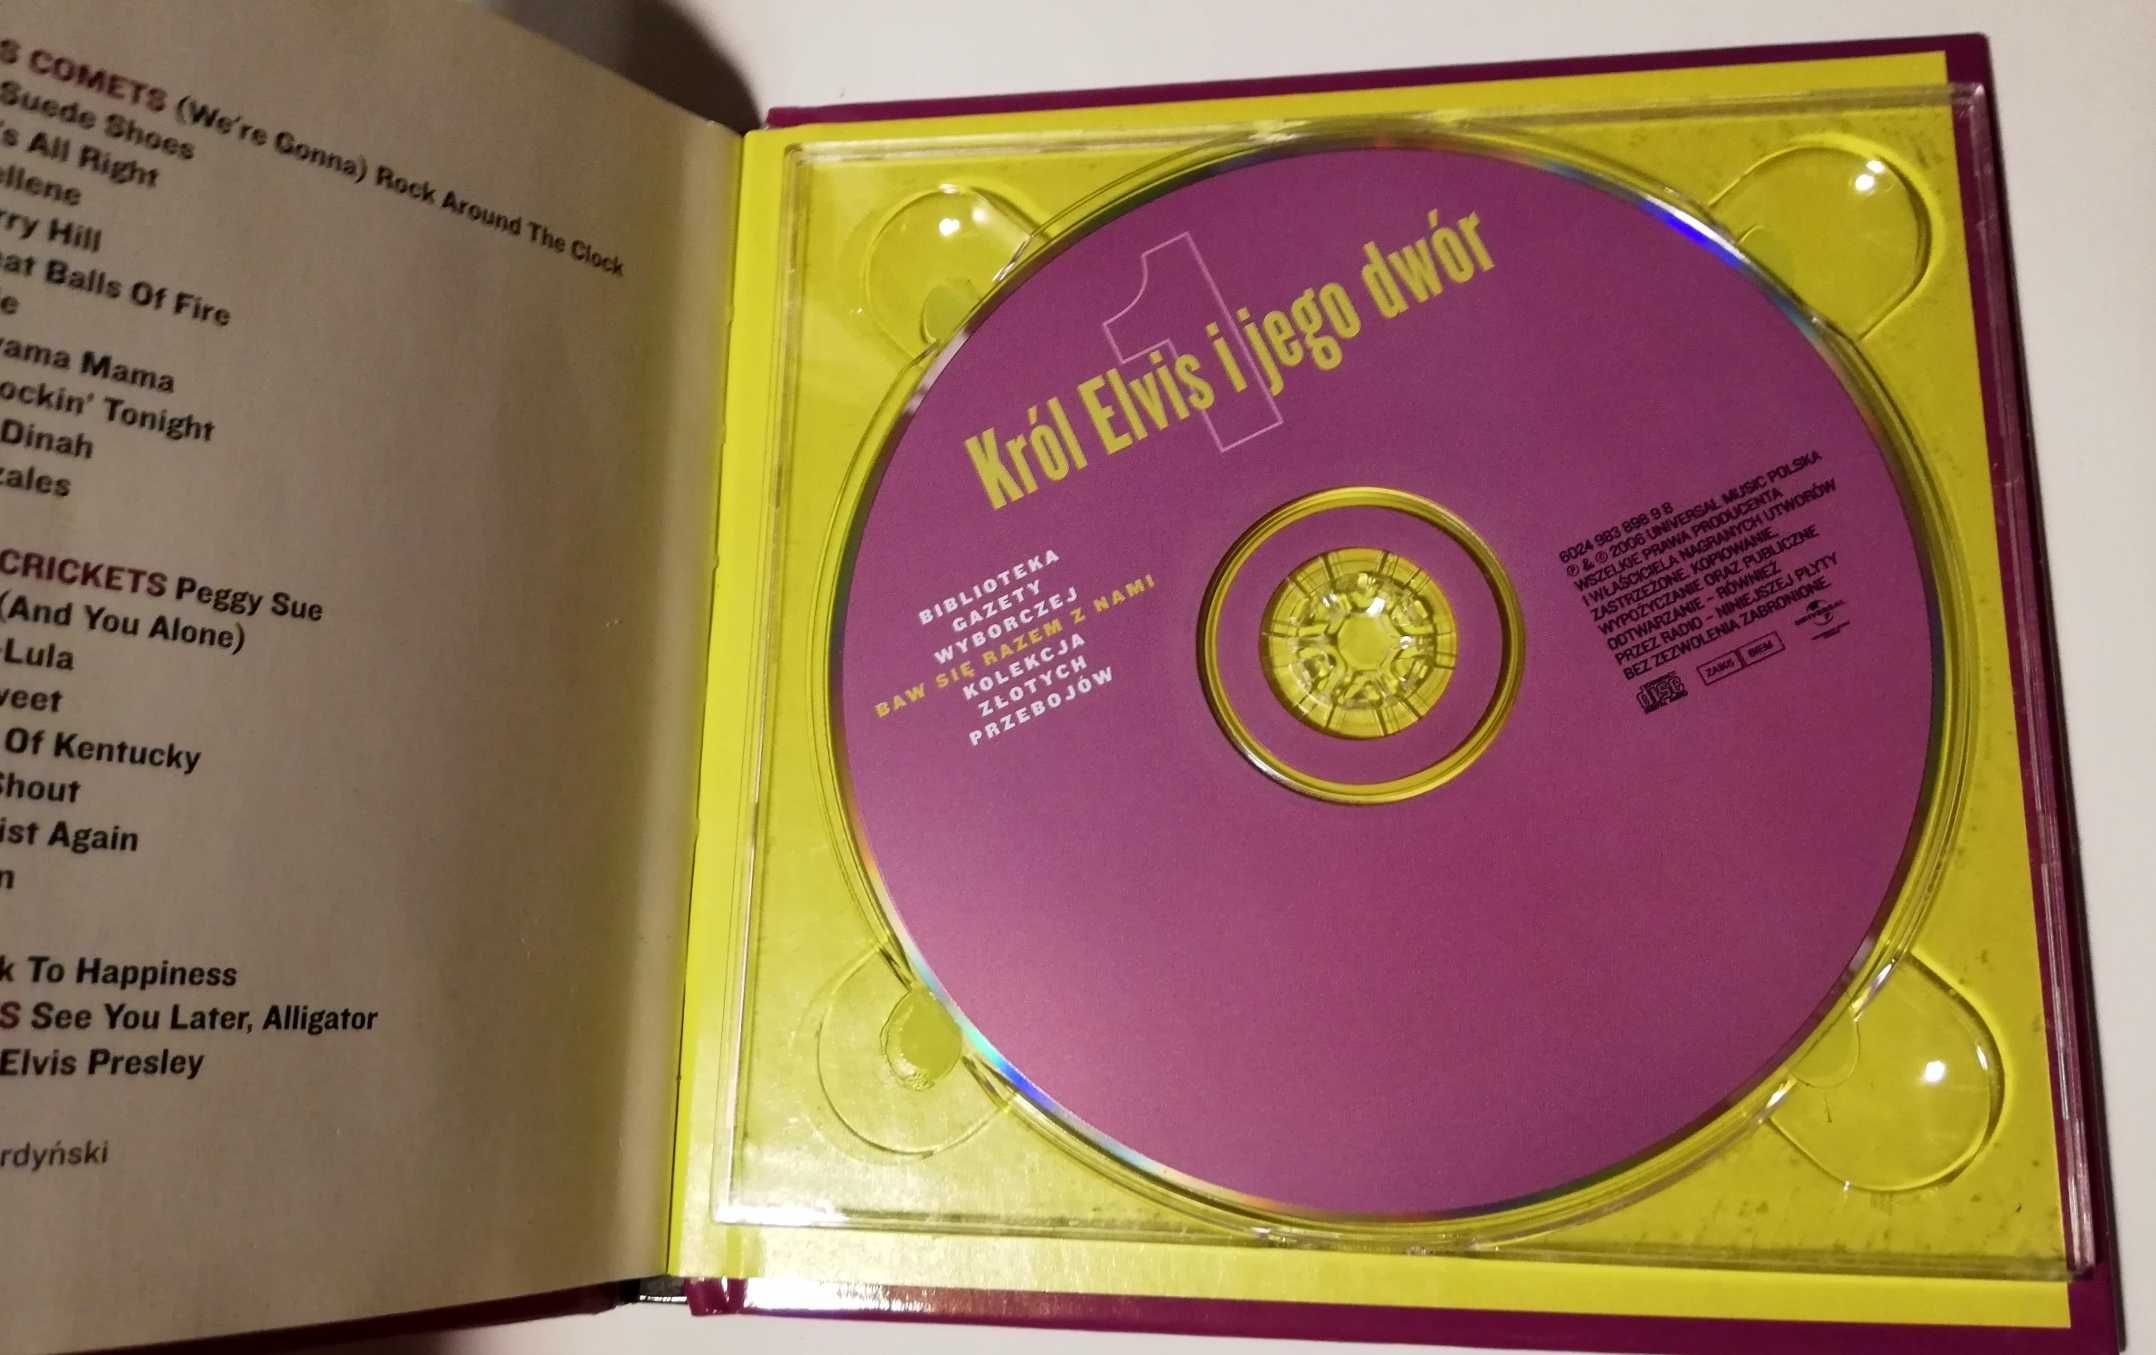 COMETS (We're Gonna) Rock Around The Clock
Suede Shoes
's All Right
ellene
rry Hill
at Balls Of Fire
ie
ama Mama
ockin' Tonight
Dinah
zales
CRICKETS Peggy Sue
(And You Alone)
-Lula
weet
Of Kentucky
Shout
ist Again
n
k To Happiness
S See You Later, Alligator
Elvis Presley
rdyński
1
Król Elvis i jego dwór
BIBLIOTEKA
GAZETY
WYBORCZEJ
BAW SIĘ RAZEM Z NAMI
KOLEKCJA
ZŁOTYCH
PRZEBOJÓW
6024 983 898 9 8
℗ & © 2006 UNIVERSAL MUSIC POLSKA
WSZELKIE PRAWA PRODUCENTA
I WŁAŚCICIELA NAGRANYCH UTWORÓW
ZASTRZEŻONE. KOPIOWANIE,
WYPOŻYCZANIE ORAZ PUBLICZNE
ODTWARZANIE – RÓWNIEŻ
PRZEZ RADIO – NINIEJSZEJ PŁYTY
BEZ ZEZWOLENIA ZABRONIONE.
disc
ZAIKS BIEM
UNIVERSAL